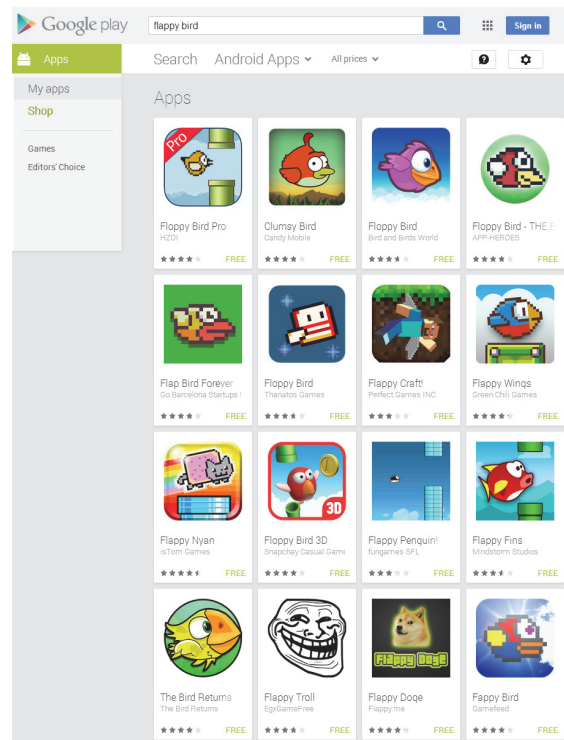 Google play
flappy bird
Sign in
Apps
Search
Android Apps
All prices
My apps
Shop
Games
Editors' Choice
Apps
Pro
Floppy Bird Pro
HZDI
FREE
Clumsy Bird
Candy Mobile
FREE
Floppy Bird
Bird and Birds World
FREE
Floppy Bird - THE B
APP-HEROES
FREE
Flap Bird Forever
Go Barcelona Startups S
FREE
Floppy Bird
Thanatos Games
FREE
Flappy Craft!
Perfect Games INC.
FREE
Flappy Wings
Green Chili Games
FREE
Flappy Nyan
isTom Games
FREE
3D
Floppy Bird 3D
Snapchay Casual Game
FREE
Flappy Penguin!
fungames SFL
FREE
Flappy Fins
Mindstorm Studios
FREE
The Bird Returns
The Bird Returns
FREE
Flappy Troll
EgxGameFree
FREE
Flappy Doge
Flappy Doge
Flappy.me
FREE
Fappy Bird
Gamefeed
FREE